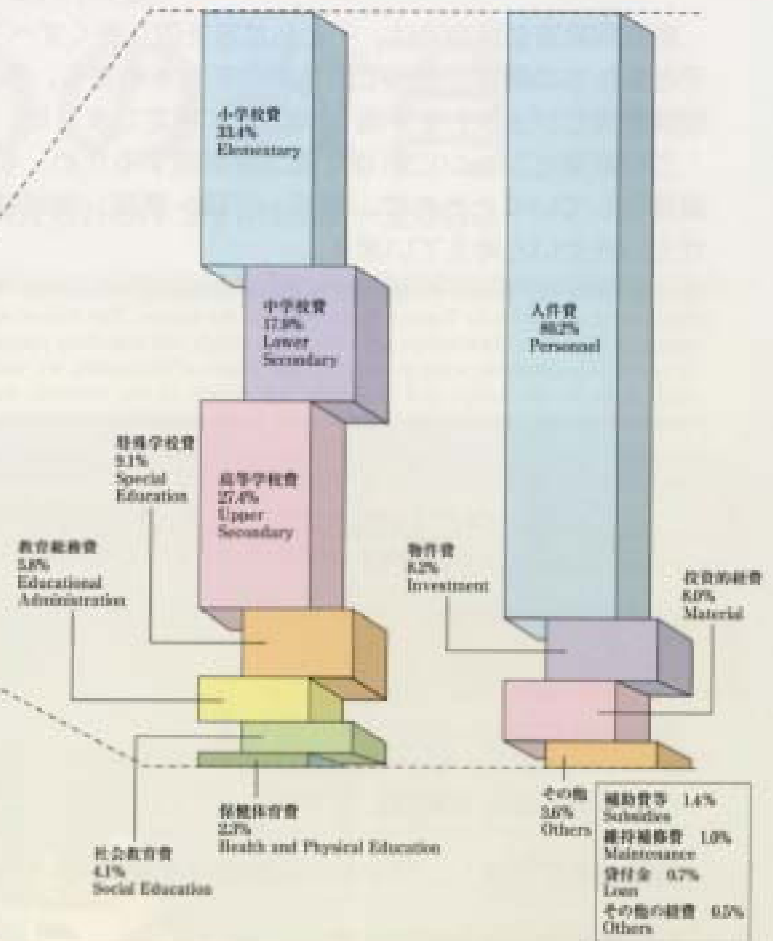 小学校費
33.4%
Elementary
中学校費
17.9%
Lower
Secondary
特殊学校費
9.1%
Special
Education
高等学校費
27.4%
Upper
Secondary
教育総務費
5.8%
Educational
Administration
保健体育費
2.3%
Health and Physical Education
社会教育費
4.1%
Social Education
人件費
80.2%
Personnel
物件費
8.2%
Investment
投資的経費
8.0%
Material
その他
3.6%
Others
補助費等 1.4%
Subsidies
維持補修費 1.0%
Maintenance
貸付金 0.7%
Loan
その他の経費 0.5%
Others